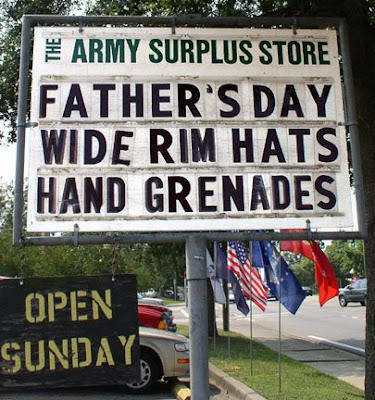 THE ARMY SURPLUS STORE
FATHER'S DAY
WIDE RIM HATS
HAND GRENADES
OPEN
SUNDAY